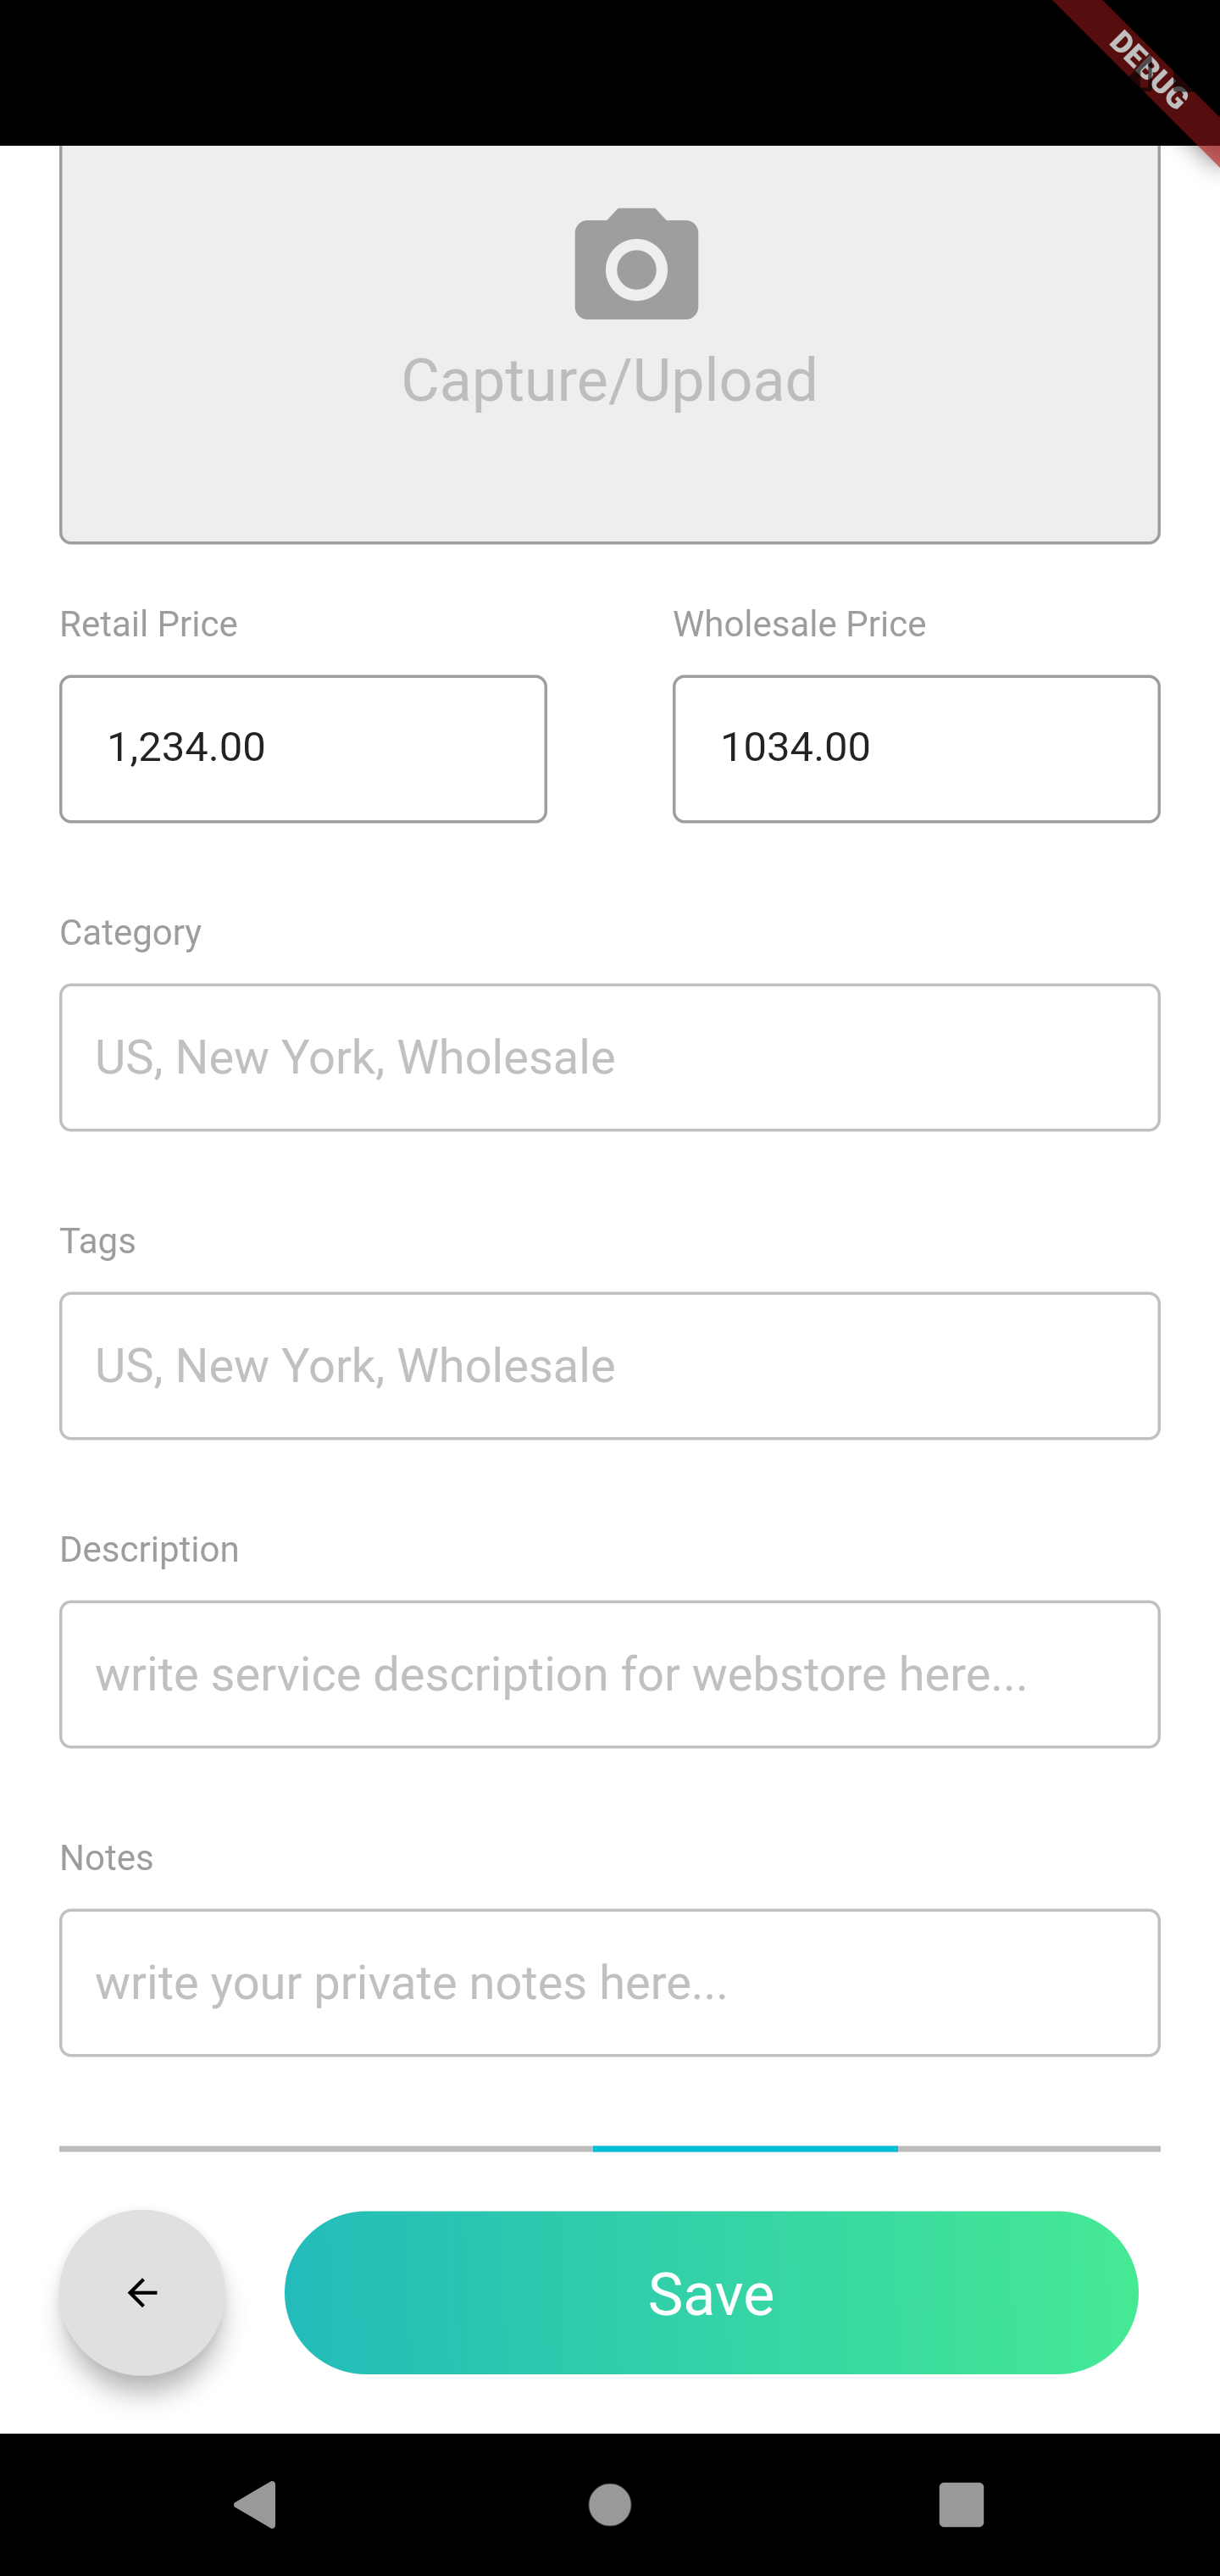 DEBUG
Capture/Upload
Retail Price
Wholesale Price
1,234.00
1034.00
Category
US, New York, Wholesale
Tags
US, New York, Wholesale
Description
write service description for webstore here...
Notes
write your private notes here...
Save